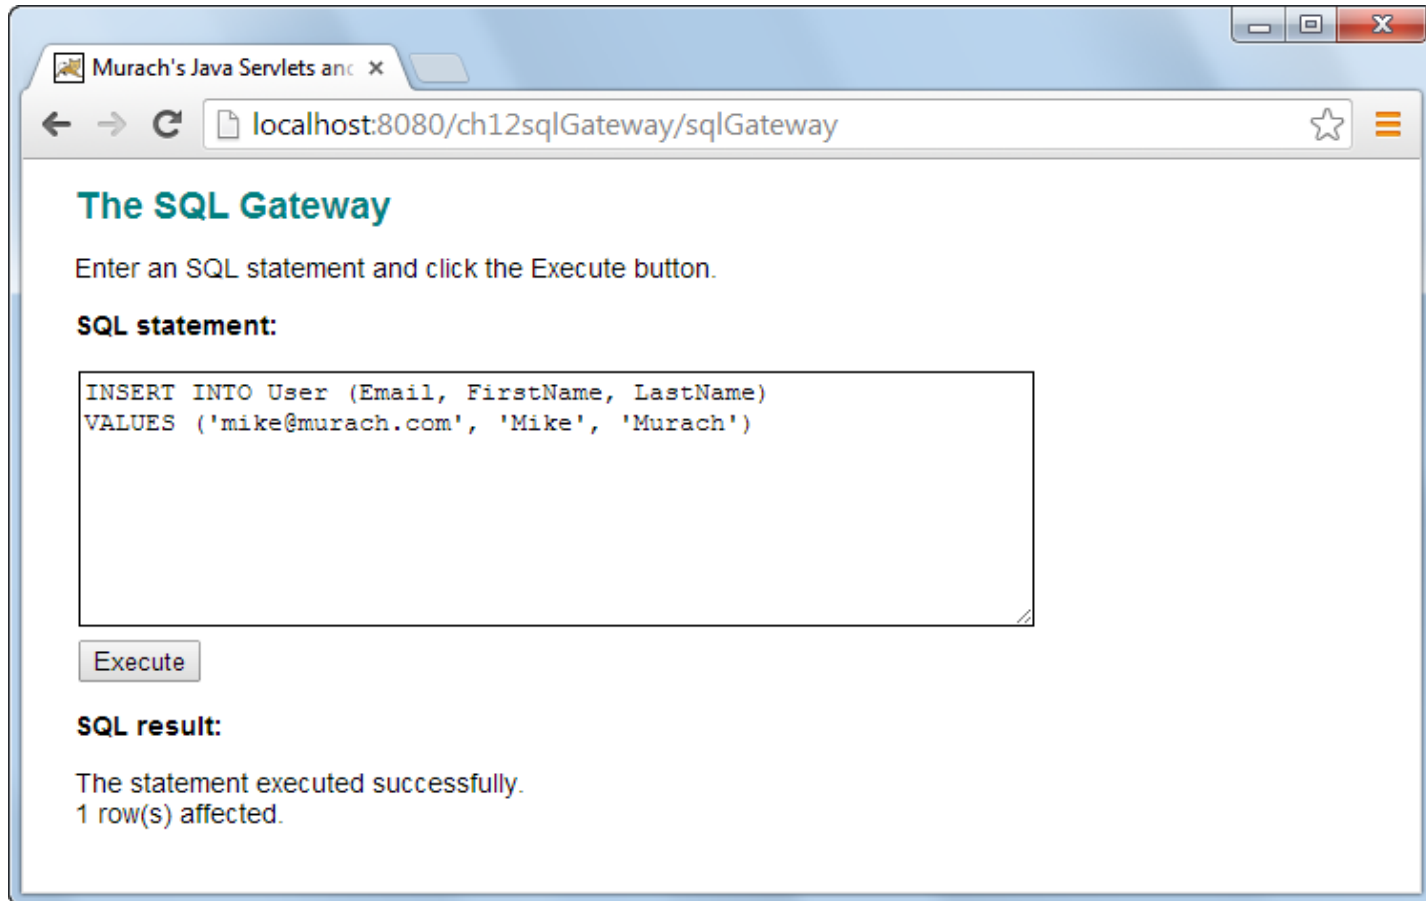 Murach's Java Servlets and
localhost:8080/ch12sqlGateway/sqlGateway
The SQL Gateway
Enter an SQL statement and click the Execute button.
SQL statement:
INSERT INTO User (Email, FirstName, LastName)
VALUES ('mike@murach.com', 'Mike', 'Murach')
Execute
SQL result:
The statement executed successfully.
1 row(s) affected.